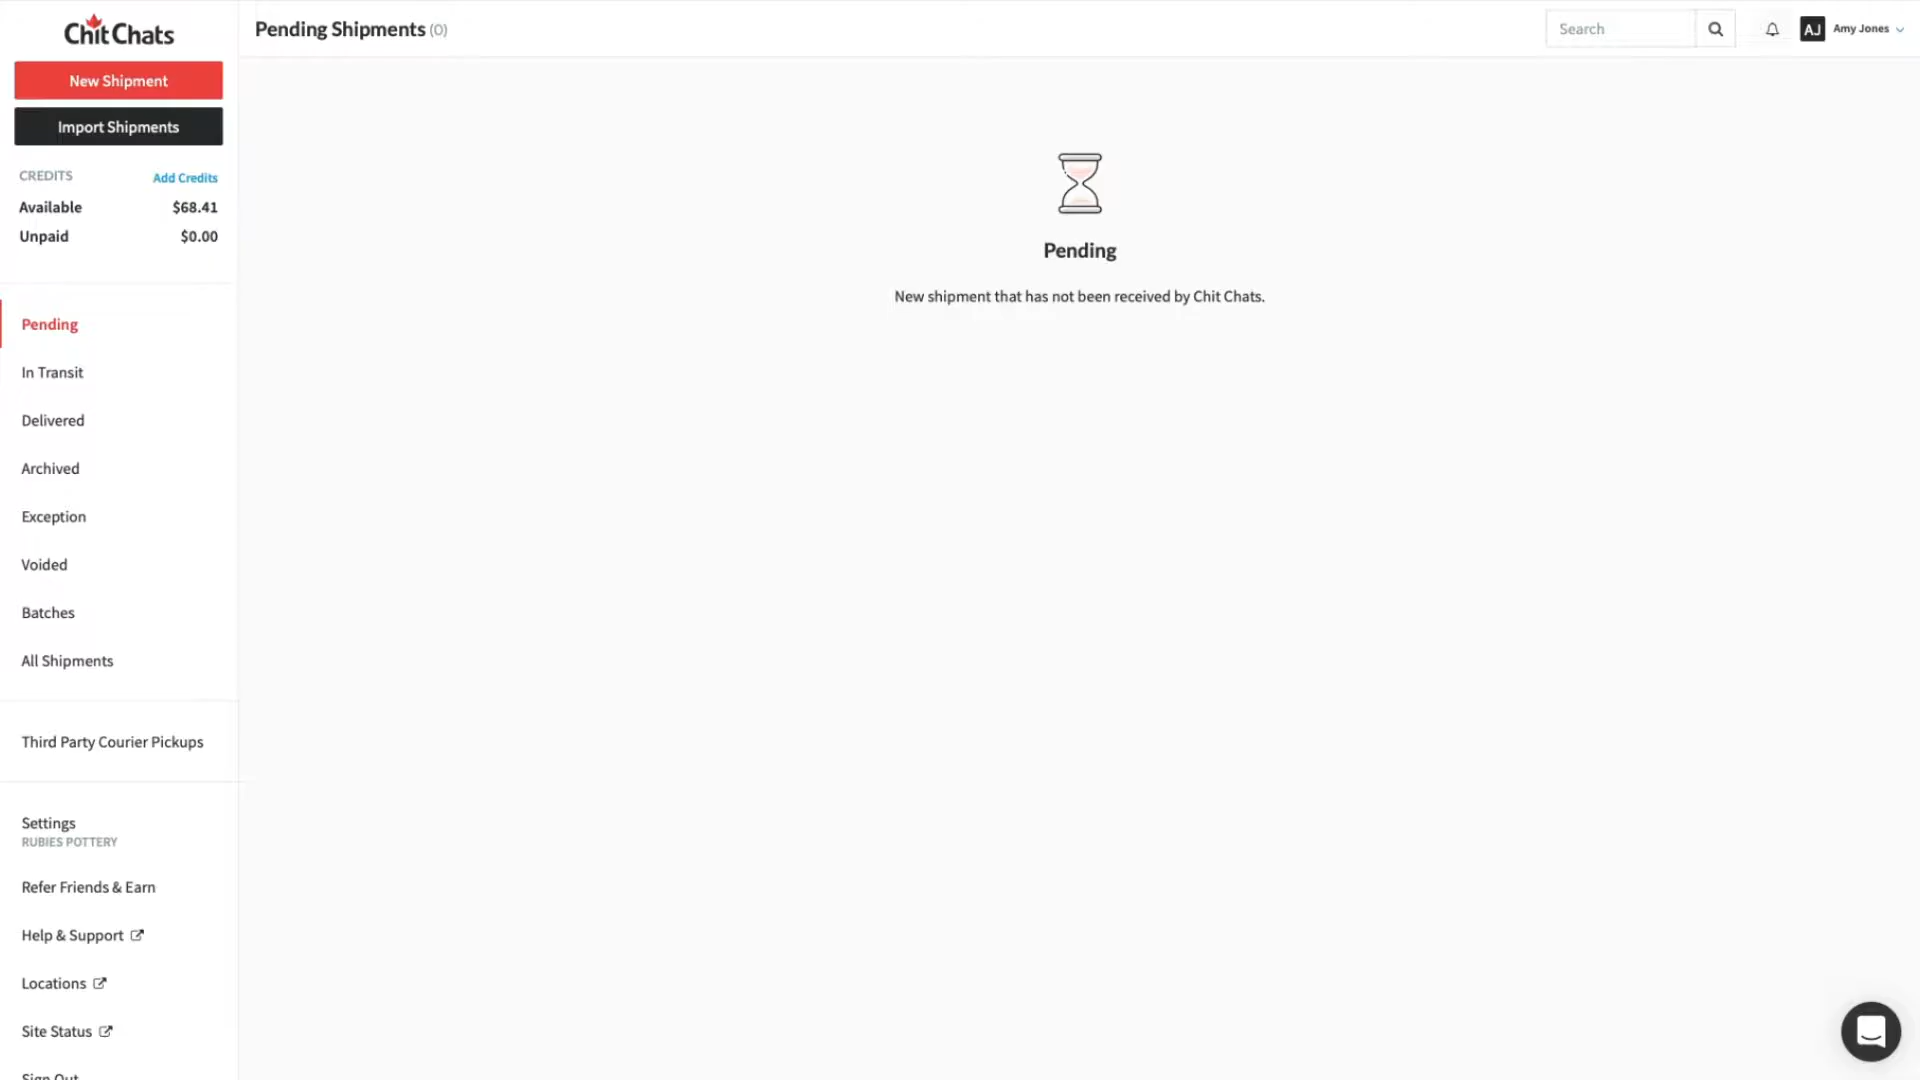 Chit Chats
New Shipment
Import Shipments
CREDITS Add Credits
Available $68.41
Unpaid $0.00
Pending
In Transit
Delivered
Archived
Exception
Voided
Batches
All Shipments
Third Party Courier Pickups
Settings
RUBIES POTTERY
Refer Friends & Earn
Help & Support
Locations
Site Status
Sign Out
Pending Shipments (0)
Search
AJ Amy Jones
Pending
New shipment that has not been received by Chit Chats.